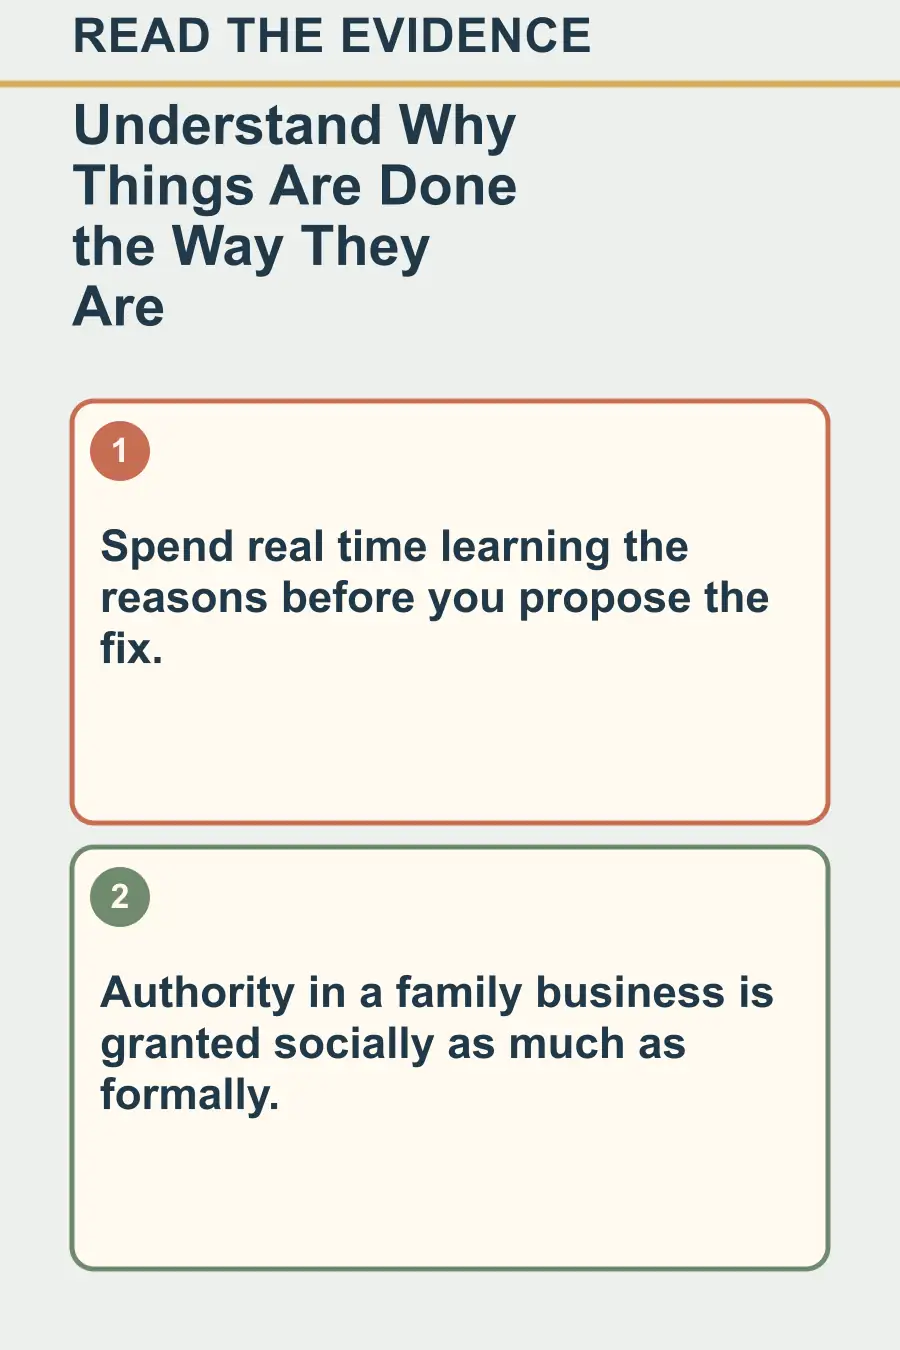 READ THE EVIDENCE
Understand Why
Things Are Done
the Way They
Are
1
Spend real time learning the
reasons before you propose the
fix.
2
Authority in a family business is
granted socially as much as
formally.